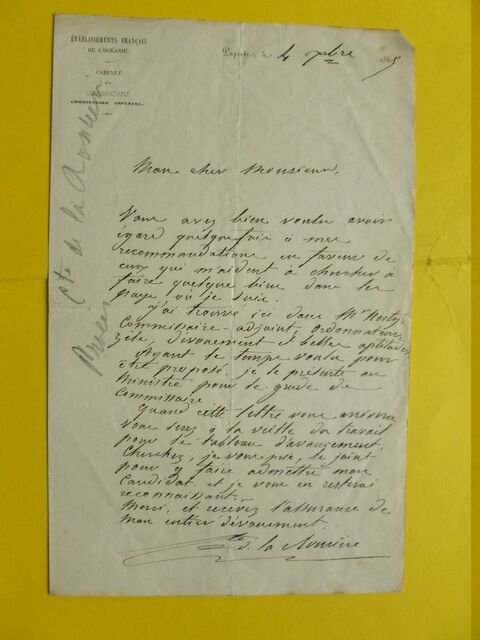 ÉTABLISSEMENTS FRANÇAIS
DE L'OCÉANIE.
CABINET
du
COMMANDANT
COMMISSAIRE IMPÉRIAL.
Papeete, le 4 8bre 1865
Cte de la Roncière
Mon cher Monsieur,
Vous avez bien voulu avoir
égard quelquefois à mes
recommandations en faveur de
ceux qui m'aident à chercher à
faire quelque bien dans les
pays où je suis.
J'ai trouvé ici dans Mr
Commissaire-adjoint, ordonnateur,
zèle, dévouement et belles aptitudes.
Ayant le temps voulu pour
être proposé, je le présente au
Ministre pour le grade de
Commissaire.
Quand cette lettre vous arrivera
vous serez à la veille du travail
pour le tableau d'avancement.
Cherchez, je vous prie, le joint
pour y faire admettre mon
candidat, et je vous en resterai
reconnaissant.
Merci, et recevez l'assurance de
mon entier dévouement.
Cte de la Roncière